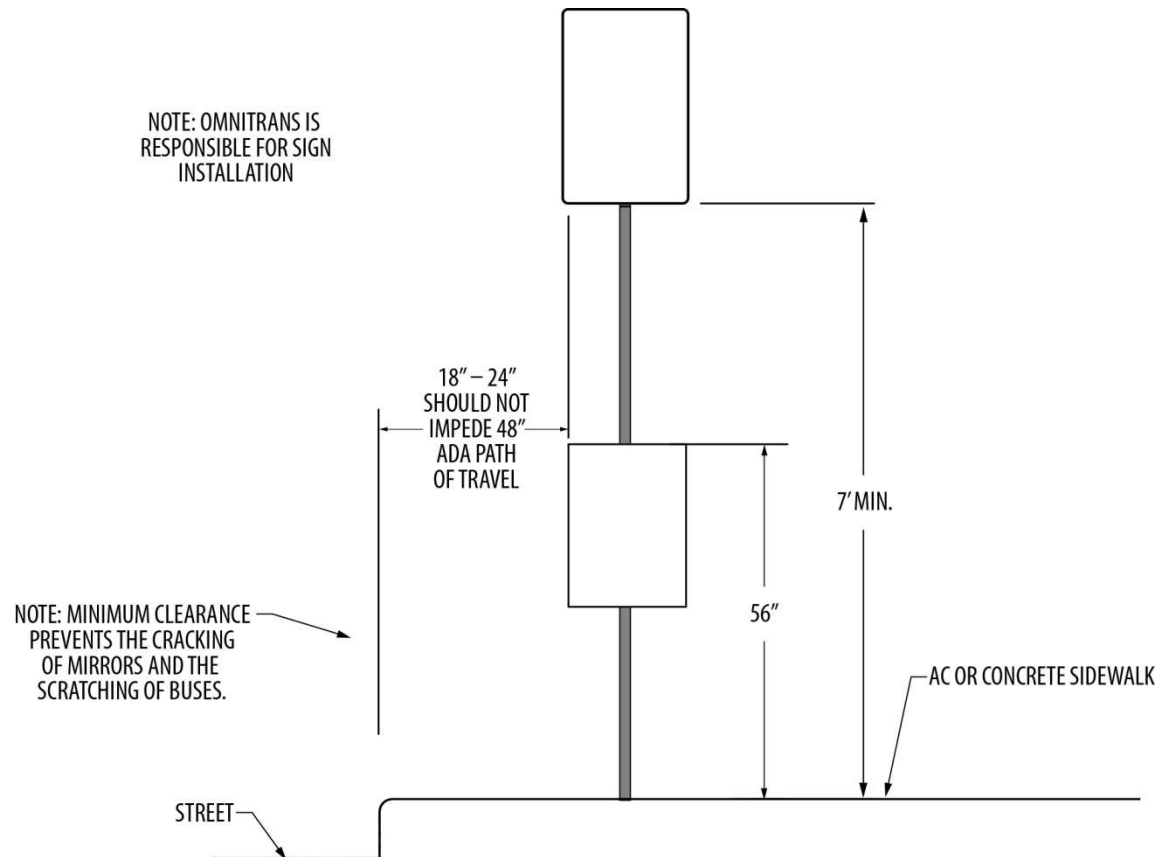 NOTE: OMNITRANS IS
RESPONSIBLE FOR SIGN
INSTALLATION
18” – 24”
SHOULD NOT
IMPEDE 48”
ADA PATH
OF TRAVEL
7’ MIN.
56”
NOTE: MINIMUM CLEARANCE
PREVENTS THE CRACKING
OF MIRRORS AND THE
SCRATCHING OF BUSES.
AC OR CONCRETE SIDEWALK
STREET